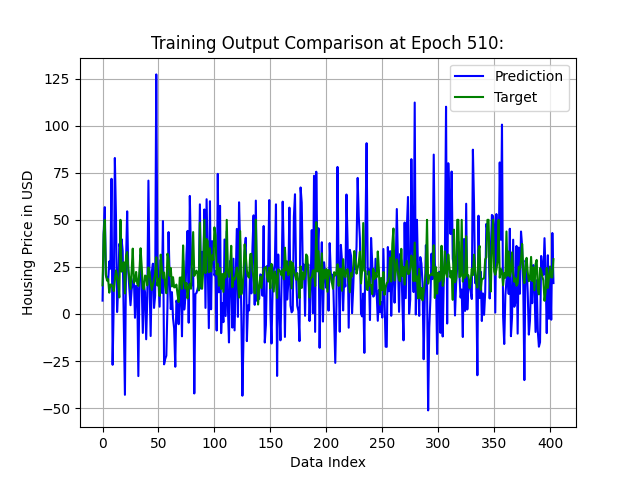 Training Output Comparison at Epoch 510:
Prediction
Target
Housing Price in USD
125
100
75
50
25
0
−25
−50
0 50 100 150 200 250 300 350 400
Data Index